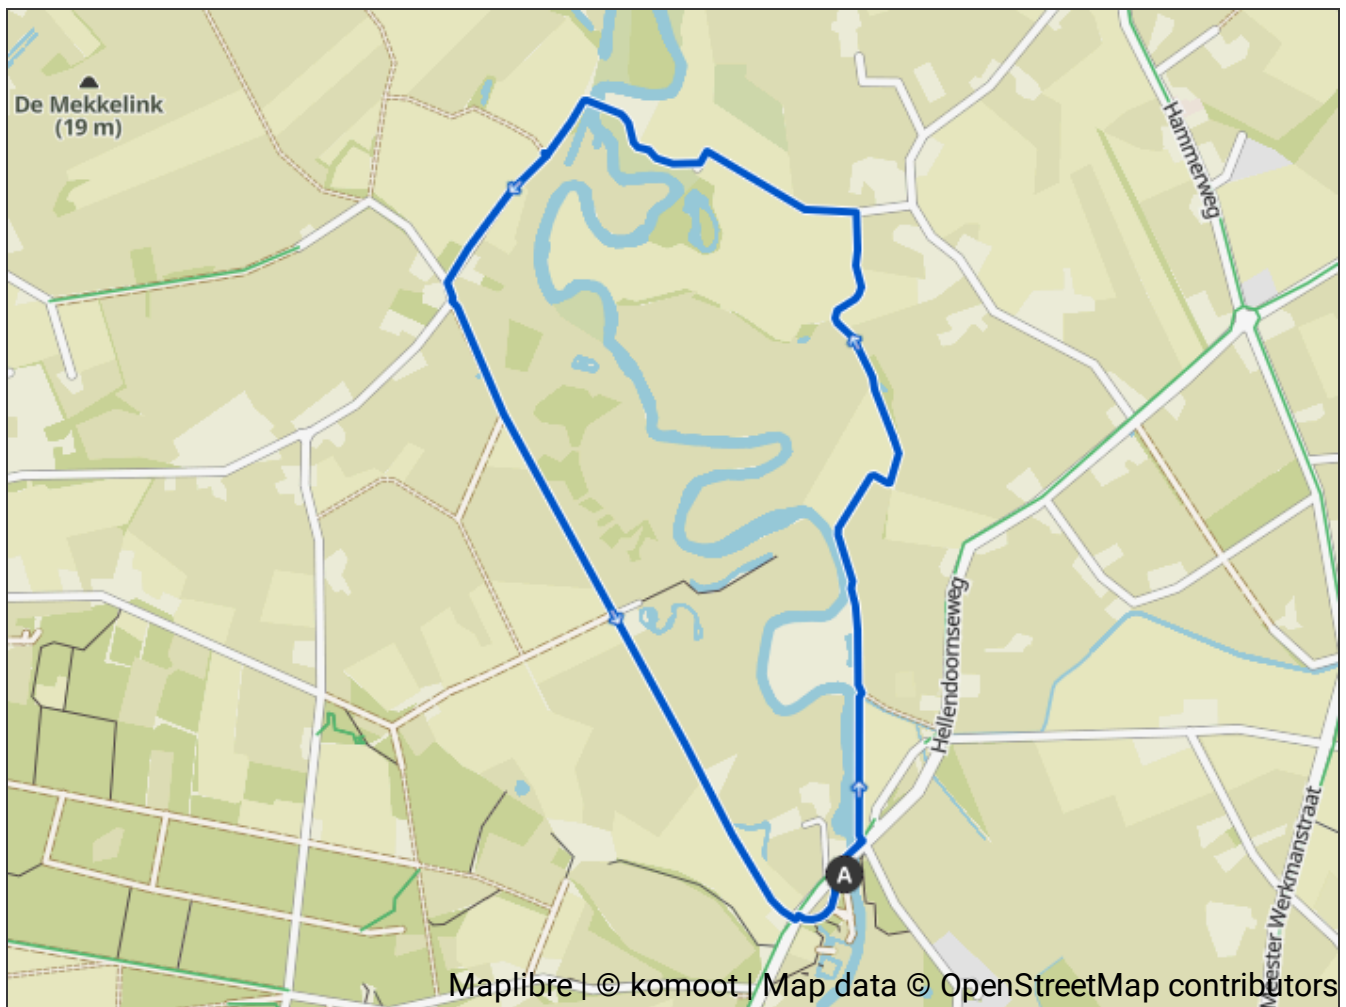 De Mekkelink
(19 m)
Hammerweg
Hellendoornseweg
Meester Werkmanstraat
A
Maplibre | © komoot | Map data © OpenStreetMap contributors